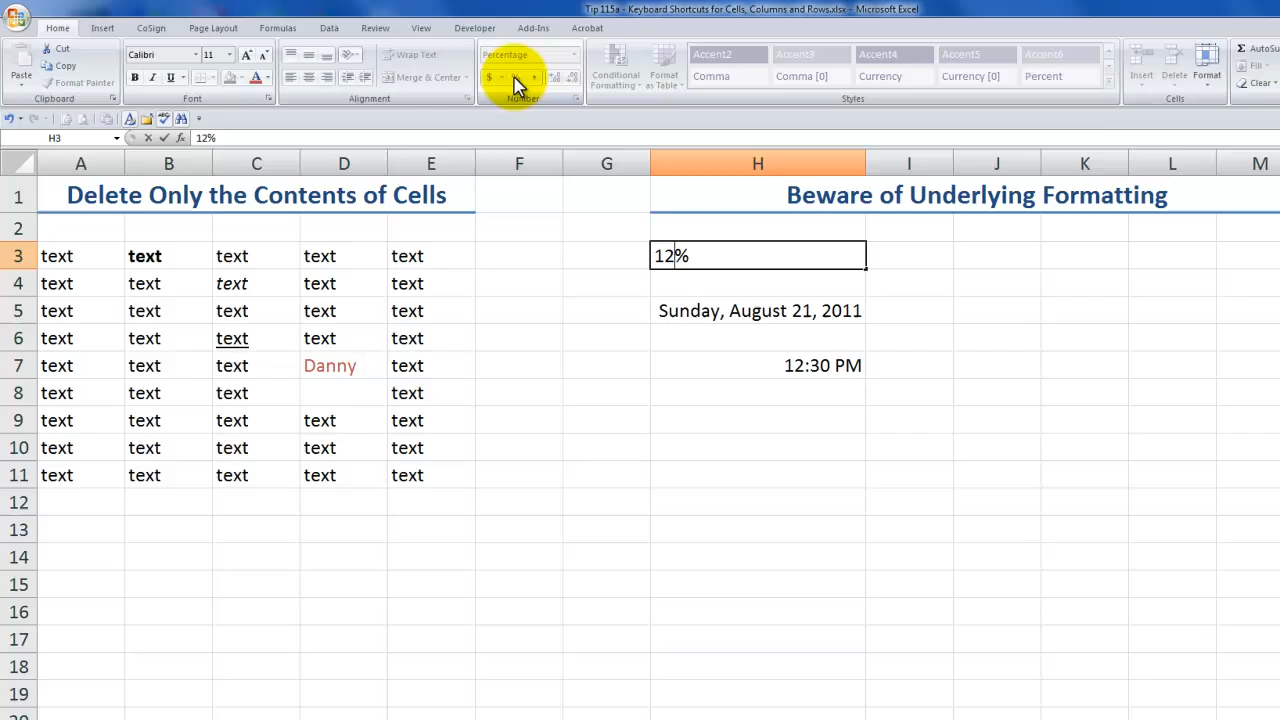 Tip 115a - Keyboard Shortcuts for Cells, Columns and Rows.xlsx - Microsoft Excel
Home Insert CoSign Page Layout Formulas Data Review View Developer Add-Ins Acrobat
Paste Cut Copy Format Painter Clipboard
Calibri 11 B I U A Font
Wrap Text Merge & Center Alignment
Percentage $ % , Number
Conditional Formatting Format as Table
Accent2 Accent3 Accent4 Accent5 Accent6
Comma Comma [0] Currency Currency [0] Percent
Styles
Insert Delete Format Cells
Σ AutoSu
Fill
Clear
H3 fx 12%
A B C D E F G H I J K L M
1 Delete Only the Contents of Cells Beware of Underlying Formatting
2
3 text text text text text 12%
4 text text text text text
5 text text text text text Sunday, August 21, 2011
6 text text text text text
7 text text text Danny text 12:30 PM
8 text text text text
9 text text text text text
10 text text text text text
11 text text text text text
12
13
14
15
16
17
18
19